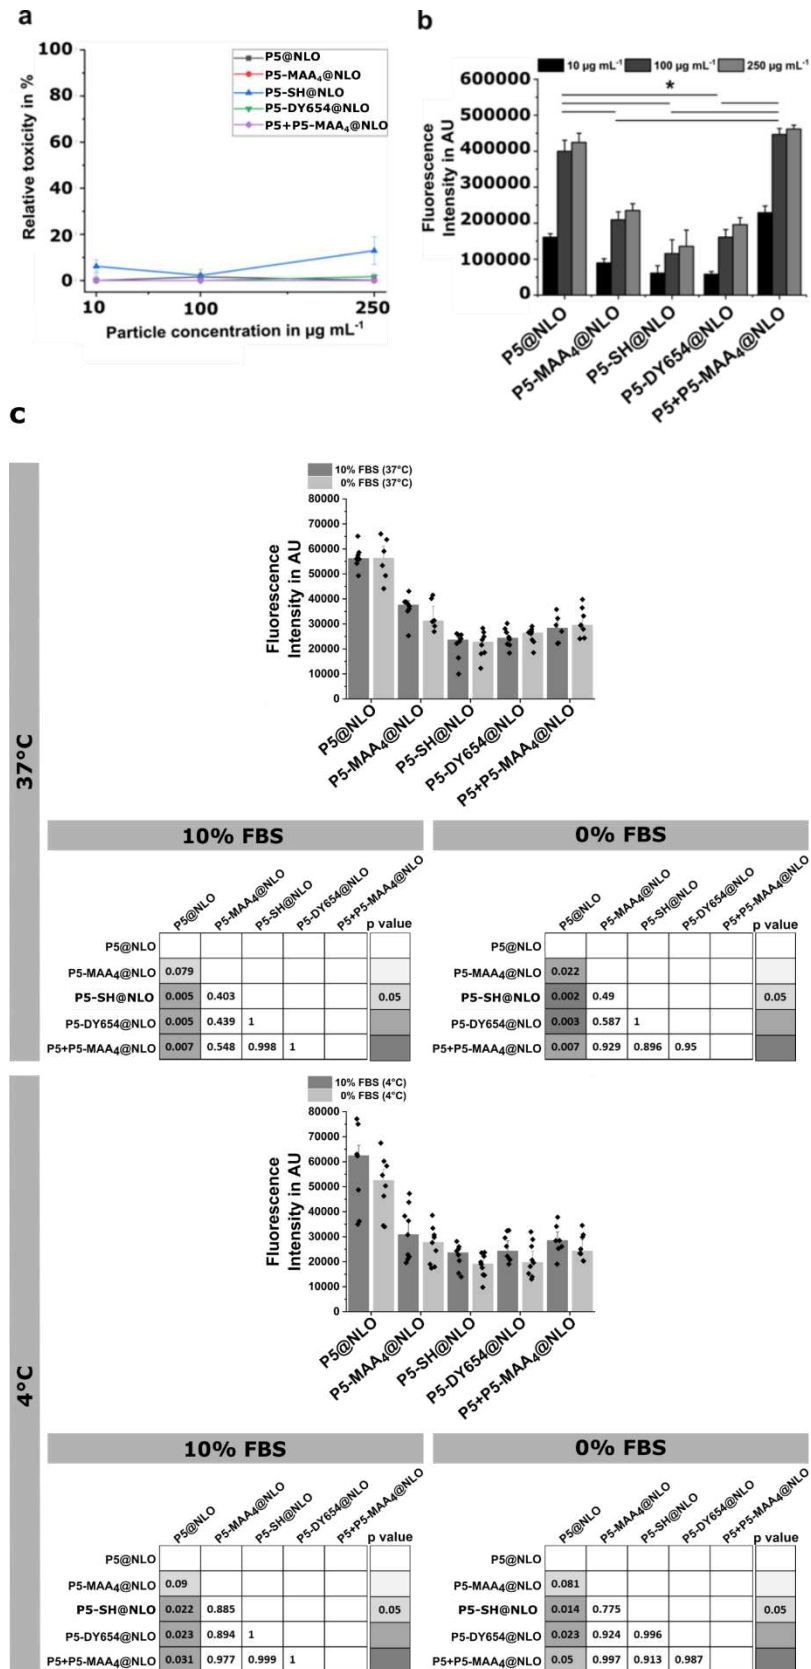 a
Relative toxicity in %
100
80
60
40
20
0
10
100
250
Particle concentration in µg mL⁻¹
P5@NLO
P5-MAA₄@NLO
P5-SH@NLO
P5-DY654@NLO
P5+P5-MAA₄@NLO
b
10 µg mL⁻¹ 100 µg mL⁻¹ 250 µg mL⁻¹
Fluorescence
Intensity in AU
600000
500000
400000
300000
200000
100000
0
*
P5@NLO
P5-MAA₄@NLO
P5-SH@NLO
P5-DY654@NLO
P5+P5-MAA₄@NLO
c
37°C
10% FBS (37°C)
0% FBS (37°C)
Fluorescence
Intensity in AU
80000
70000
60000
50000
40000
30000
20000
10000
0
P5@NLO
P5-MAA₄@NLO
P5-SH@NLO
P5-DY654@NLO
P5+P5-MAA₄@NLO
10% FBS
P5@NLO P5-MAA₄@NLO P5-SH@NLO P5-DY654@NLO P5+P5-MAA₄@NLO p value
P5@NLO
P5-MAA₄@NLO 0.079
P5-SH@NLO 0.005 0.403 0.05
P5-DY654@NLO 0.005 0.439 1
P5+P5-MAA₄@NLO 0.007 0.548 0.998 1
0% FBS
P5@NLO P5-MAA₄@NLO P5-SH@NLO P5-DY654@NLO P5+P5-MAA₄@NLO p value
P5@NLO
P5-MAA₄@NLO 0.022
P5-SH@NLO 0.002 0.49 0.05
P5-DY654@NLO 0.003 0.587 1
P5+P5-MAA₄@NLO 0.007 0.929 0.896 0.95
4°C
10% FBS (4°C)
0% FBS (4°C)
Fluorescence
Intensity in AU
80000
70000
60000
50000
40000
30000
20000
10000
0
P5@NLO
P5-MAA₄@NLO
P5-SH@NLO
P5-DY654@NLO
P5+P5-MAA₄@NLO
10% FBS
P5@NLO P5-MAA₄@NLO P5-SH@NLO P5-DY654@NLO P5+P5-MAA₄@NLO p value
P5@NLO
P5-MAA₄@NLO 0.09
P5-SH@NLO 0.022 0.885 0.05
P5-DY654@NLO 0.023 0.894 1
P5+P5-MAA₄@NLO 0.031 0.977 0.999 1
0% FBS
P5@NLO P5-MAA₄@NLO P5-SH@NLO P5-DY654@NLO P5+P5-MAA₄@NLO p value
P5@NLO
P5-MAA₄@NLO 0.081
P5-SH@NLO 0.014 0.775 0.05
P5-DY654@NLO 0.023 0.924 0.996
P5+P5-MAA₄@NLO 0.05 0.997 0.913 0.987